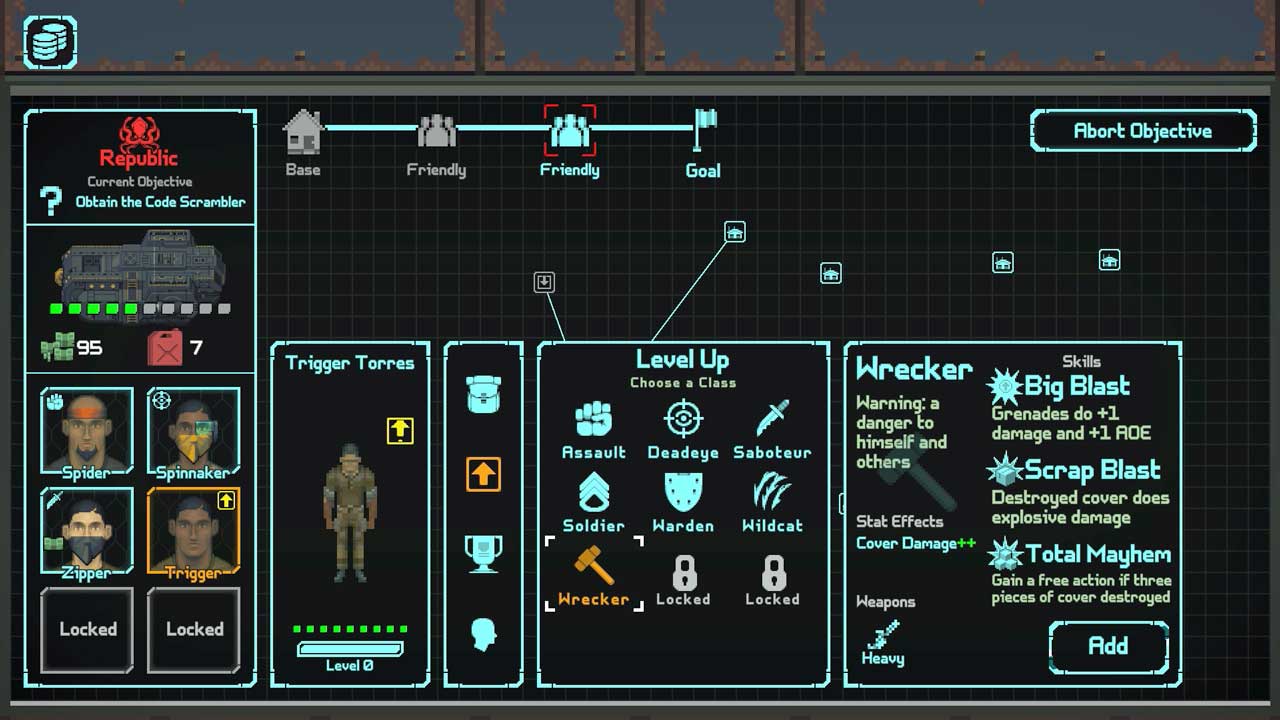 Republic
Current Objective
?
Obtain the Code Scrambler
95
7
Spider
Spinnaker
Zipper
Trigger
Locked
Locked
Base
Friendly
Friendly
Goal
Abort Objective
Trigger Torres
Level 0
Level Up
Choose a Class
Assault
Deadeye
Saboteur
Soldier
Warden
Wildcat
Wrecker
Locked
Locked
Wrecker
Warning: a
danger to
himself and
others
Stat Effects
Cover Damage++
Weapons
Heavy
Skills
Big Blast
Grenades do +1
damage and +1 AOE
Scrap Blast
Destroyed cover does
explosive damage
Total Mayhem
Gain a free action if three
pieces of cover destroyed
Add